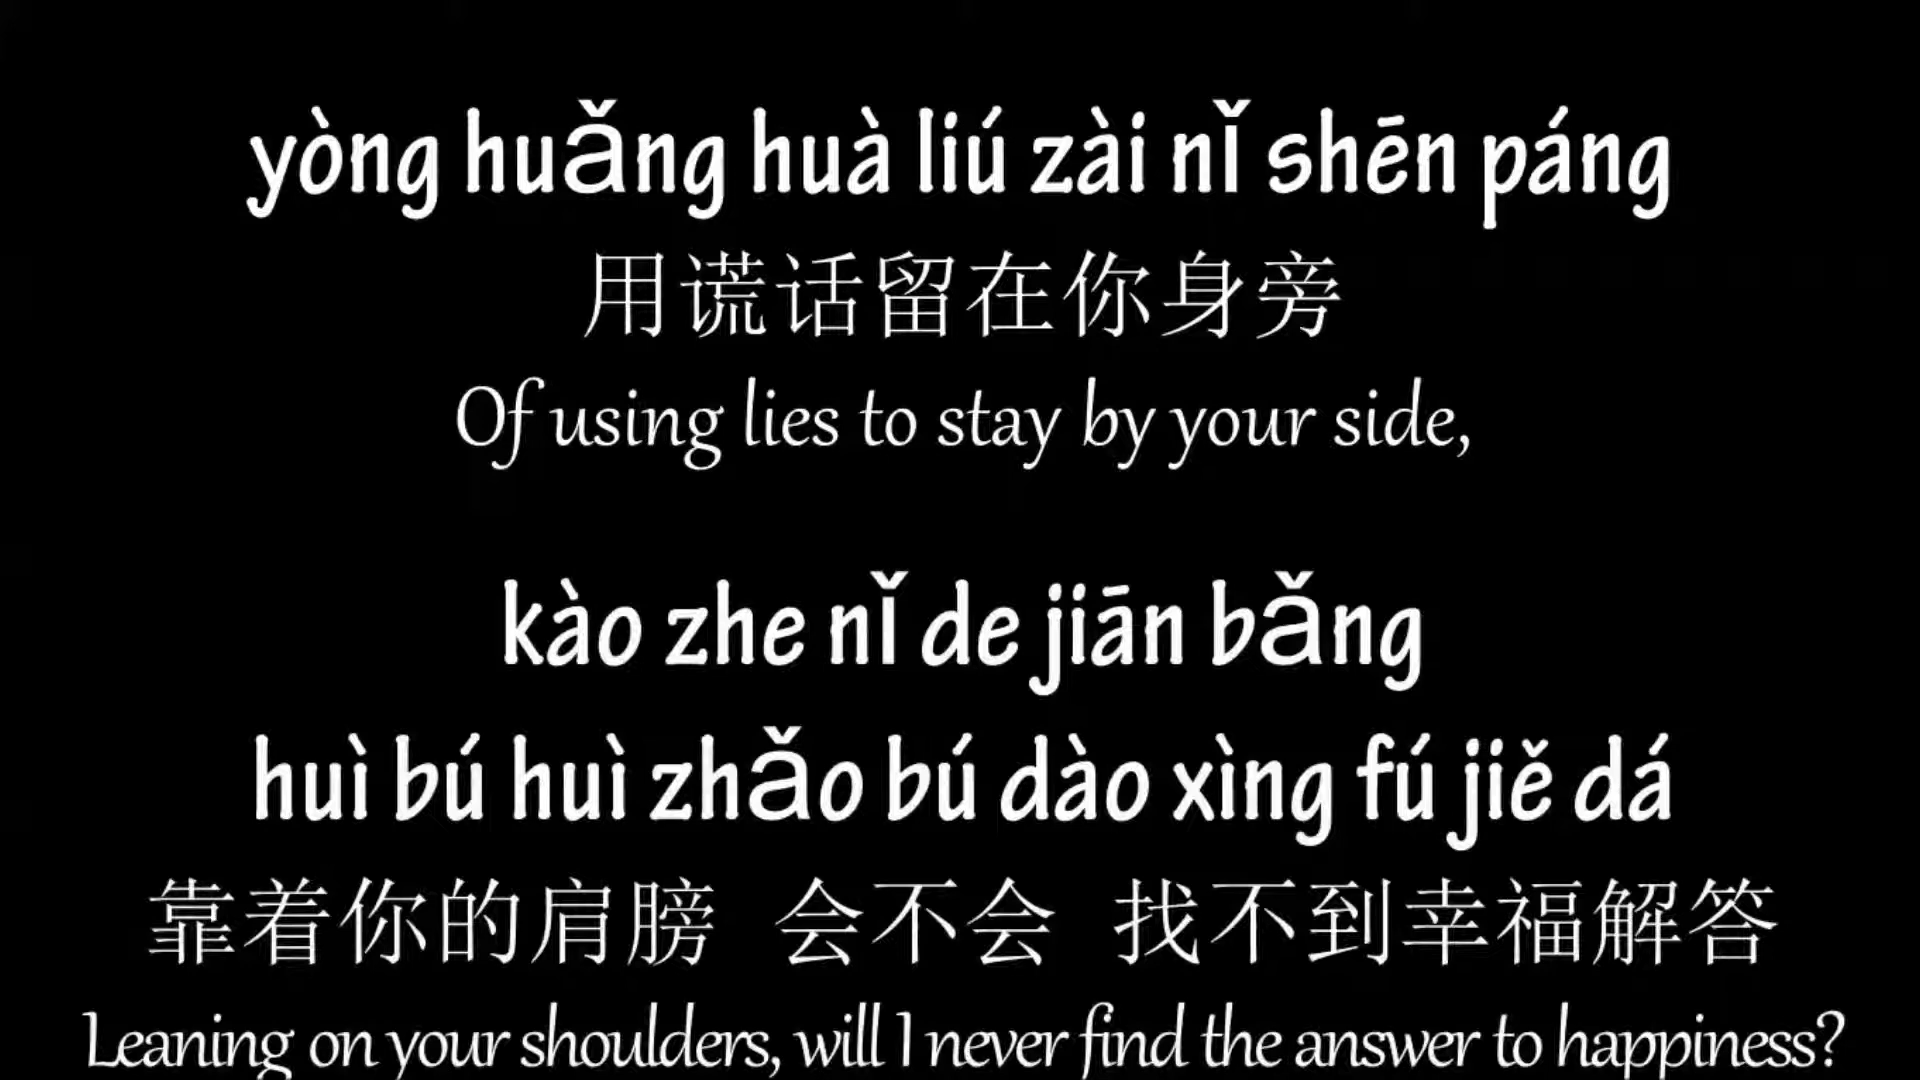 yòng huǎng huà liú zài nǐ shēn páng
用谎话留在你身旁
Of using lies to stay by your side,
kào zhe nǐ de jiān bǎng
huì bú huì zhǎo bú dào xìng fú jiě dá
靠着你的肩膀 会不会 找不到幸福解答
Leaning on your shoulders, will I never find the answer to happiness?